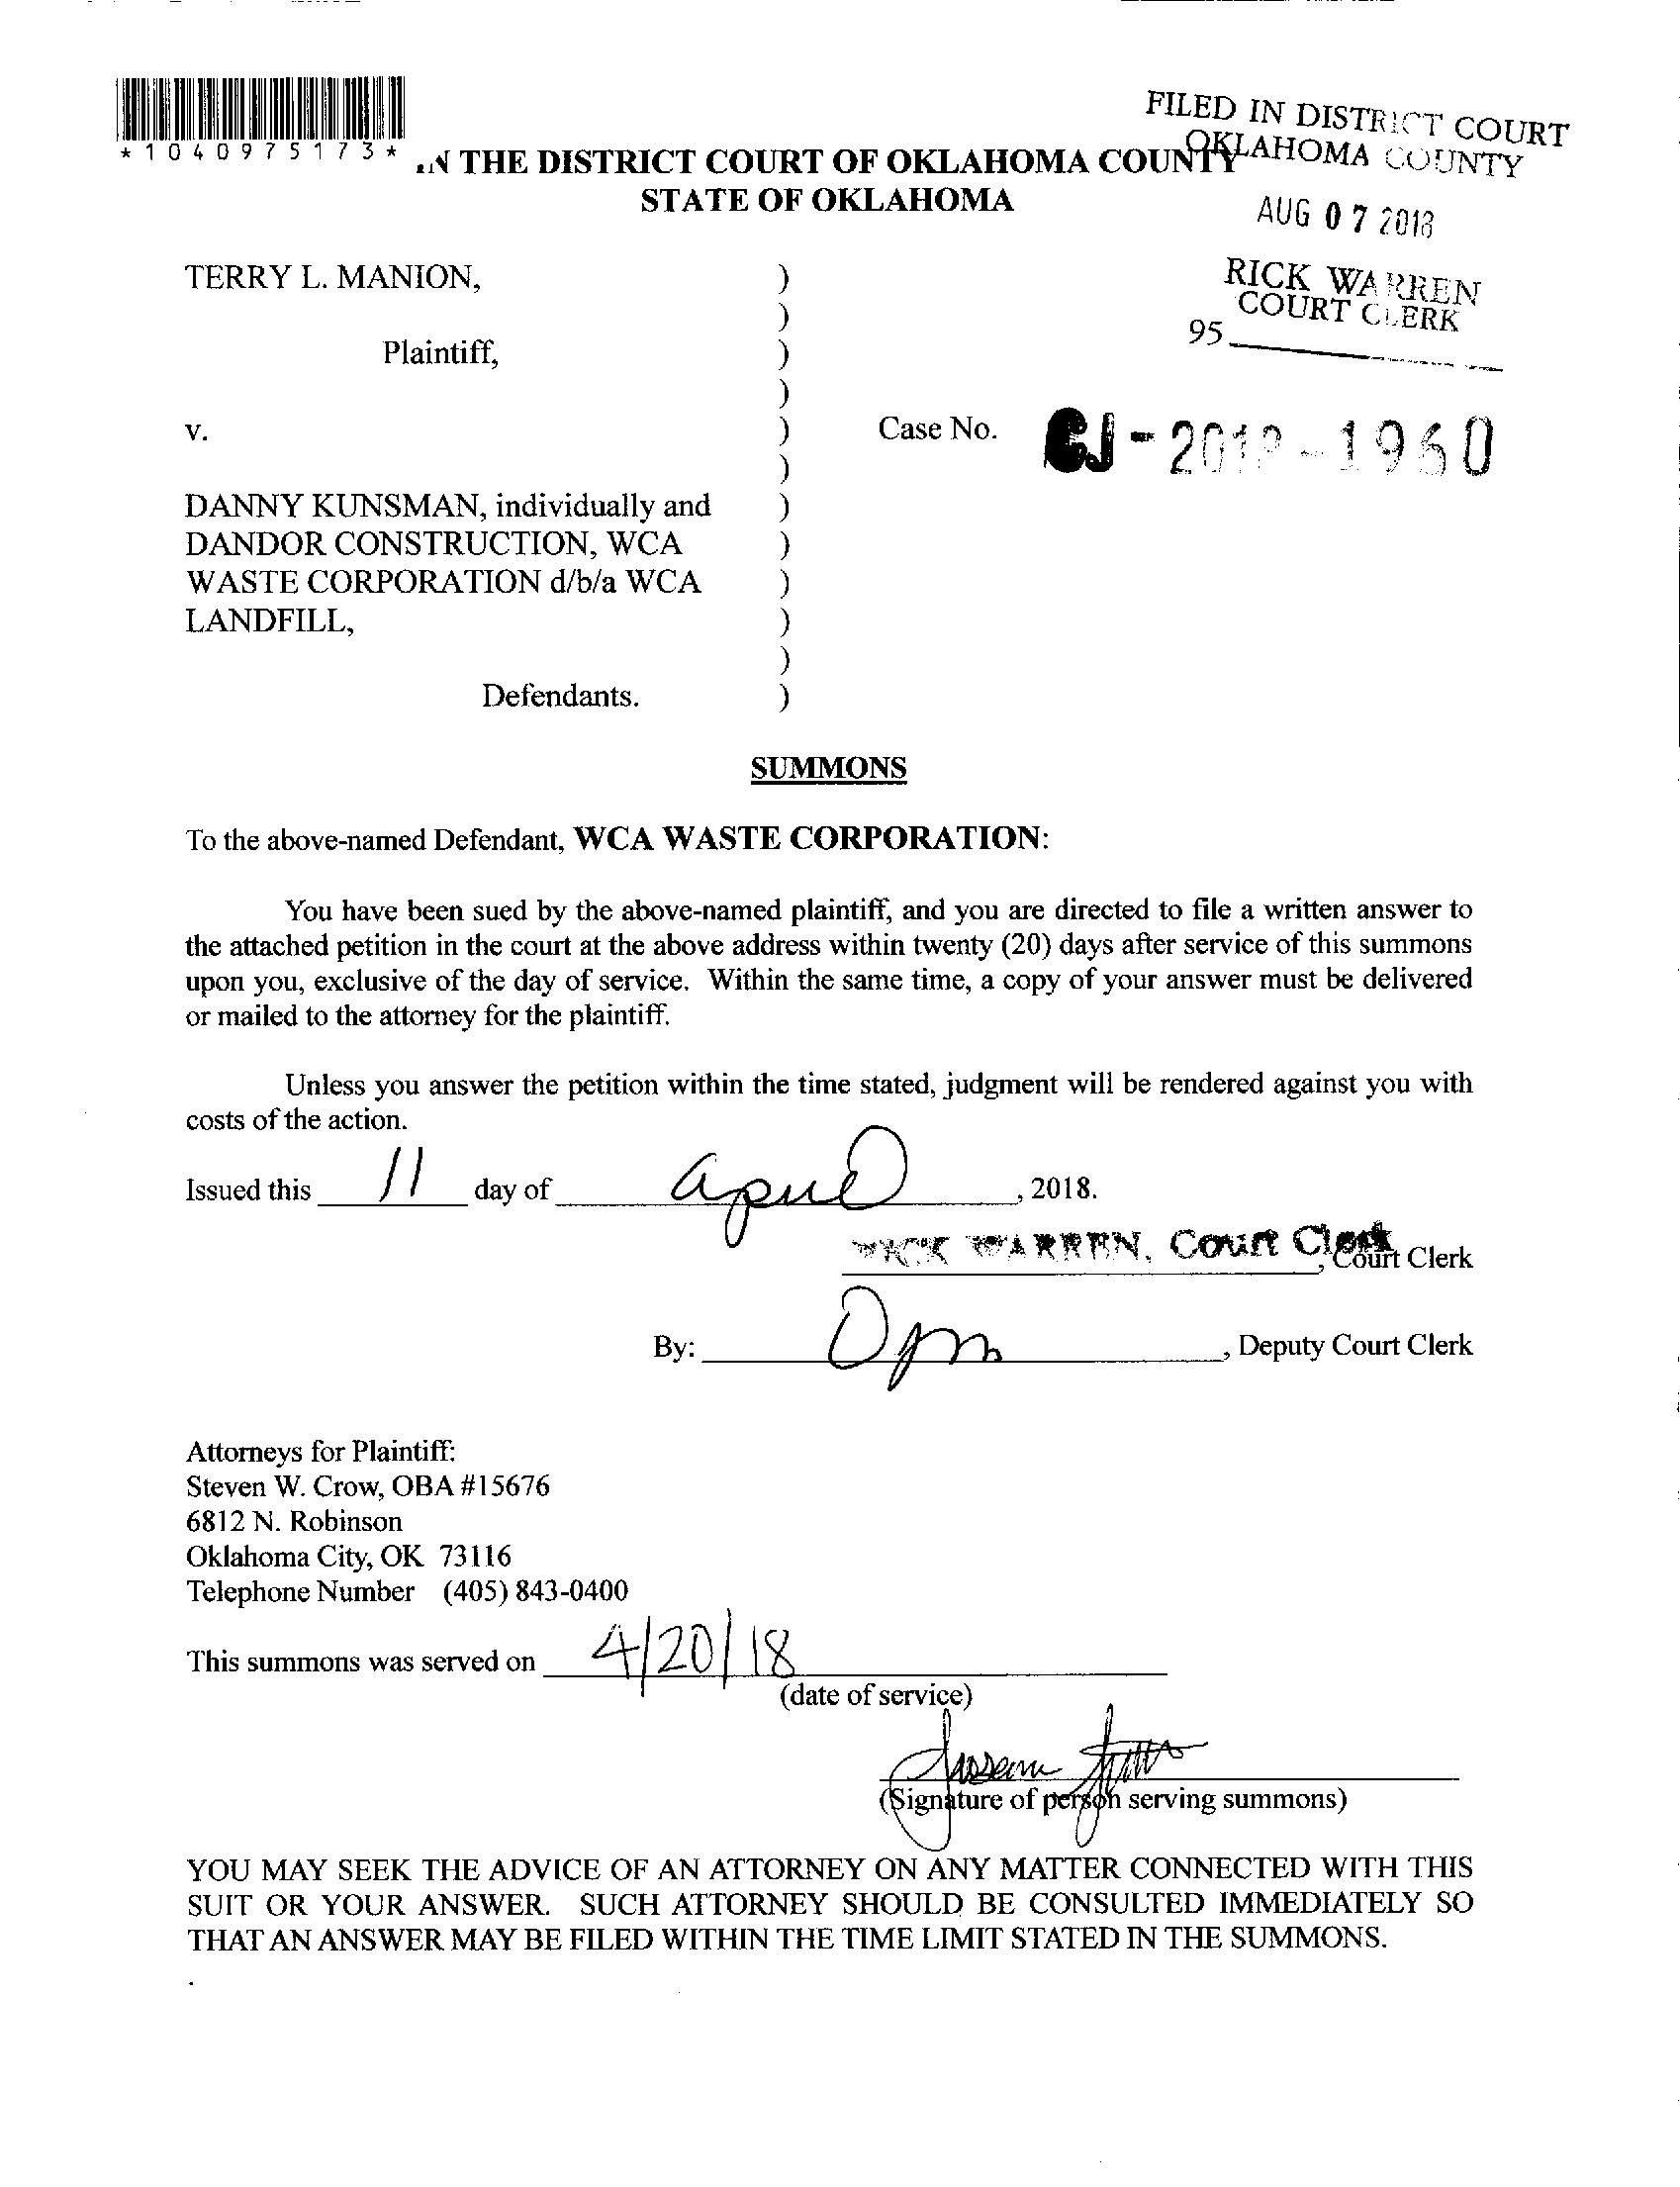 *1040975173*
IN THE DISTRICT COURT OF OKLAHOMA COUNTY
STATE OF OKLAHOMA
FILED IN DISTRICT COURT
OKLAHOMA COUNTY
AUG 07 2018
RICK WARREN
COURT CLERK
95
TERRY L. MANION, )
)
Plaintiff, )
)
v. ) Case No. CJ-2018-1960
)
DANNY KUNSMAN, individually and )
DANDOR CONSTRUCTION, WCA )
WASTE CORPORATION d/b/a WCA )
LANDFILL, )
)
Defendants. )
SUMMONS
To the above-named Defendant, WCA WASTE CORPORATION:
You have been sued by the above-named plaintiff, and you are directed to file a written answer to
the attached petition in the court at the above address within twenty (20) days after service of this summons
upon you, exclusive of the day of service. Within the same time, a copy of your answer must be delivered
or mailed to the attorney for the plaintiff.
Unless you answer the petition within the time stated, judgment will be rendered against you with
costs of the action.
Issued this 11 day of April, 2018.
RICK WARREN, Court Clerk, Court Clerk
By: , Deputy Court Clerk
Attorneys for Plaintiff:
Steven W. Crow, OBA #15676
6812 N. Robinson
Oklahoma City, OK 73116
Telephone Number (405) 843-0400
This summons was served on 4/20/18
(date of service)
(Signature of person serving summons)
YOU MAY SEEK THE ADVICE OF AN ATTORNEY ON ANY MATTER CONNECTED WITH THIS
SUIT OR YOUR ANSWER. SUCH ATTORNEY SHOULD BE CONSULTED IMMEDIATELY SO
THAT AN ANSWER MAY BE FILED WITHIN THE TIME LIMIT STATED IN THE SUMMONS.